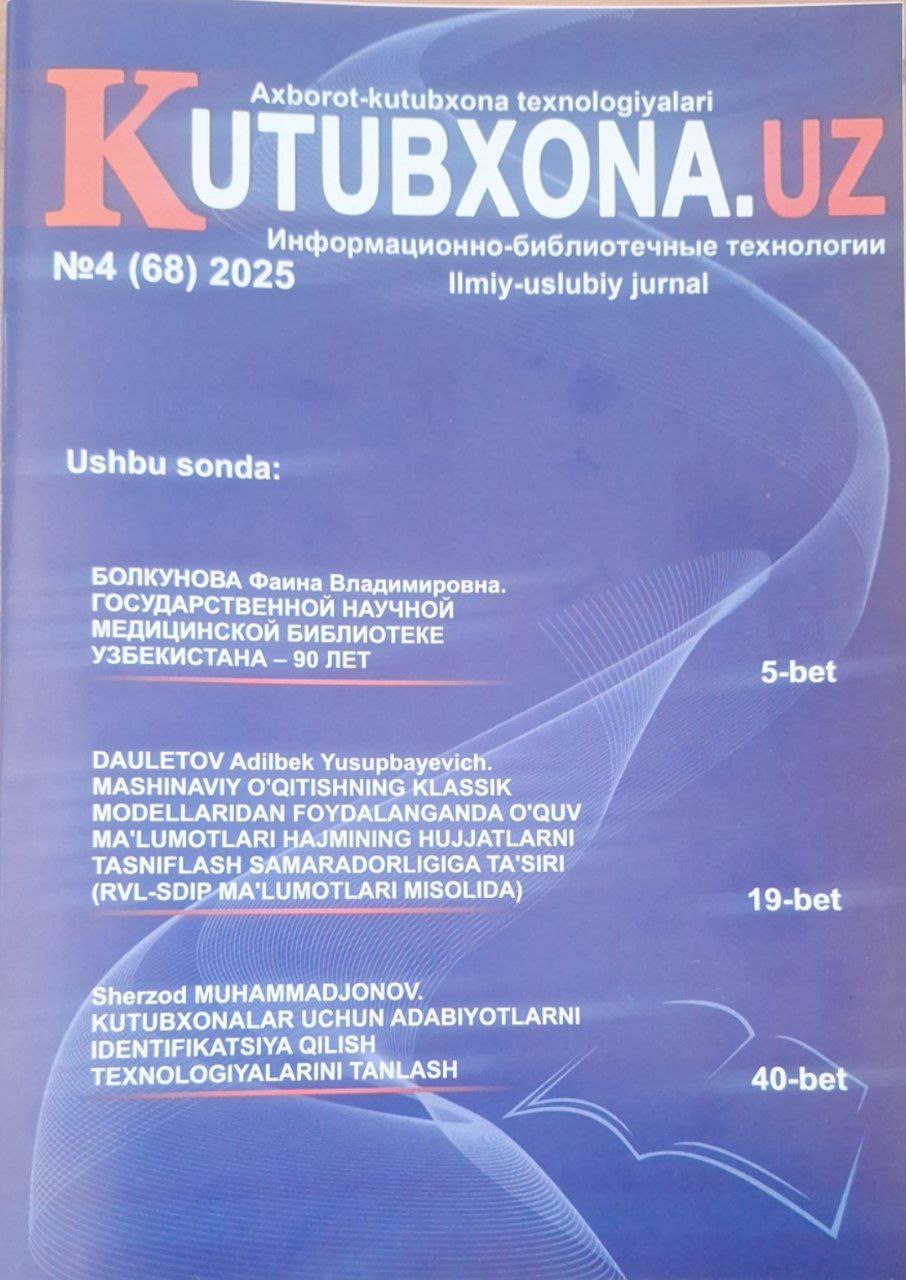 Axborot-kutubxona texnologiyalari
KUTUBXONA.UZ
Информационно-библиотечные технологии
№4 (68) 2025
Ilmiy-uslubiy jurnal
Ushbu sonda:
БОЛКУНОВА Фаина Владимировна.
ГОСУДАРСТВЕННОЙ НАУЧНОЙ
МЕДИЦИНСКОЙ БИБЛИОТЕКЕ
УЗБЕКИСТАНА – 90 ЛЕТ
5-bet
DAULETOV Adilbek Yusupbayevich.
MASHINAVIY O'QITISHNING KLASSIK
MODELLARIDAN FOYDALANGANDA O'QUV
MA'LUMOTLARI HAJMINING HUJJATLARNI
TASNIFLASH SAMARADORLIGIGA TA'SIRI
(RVL-SDIP MA'LUMOTLARI MISOLIDA)
19-bet
Sherzod MUHAMMADJONOV.
KUTUBXONALAR UCHUN ADABIYOTLARNI
IDENTIFIKATSIYA QILISH
TEXNOLOGIYALARINI TANLASH
40-bet